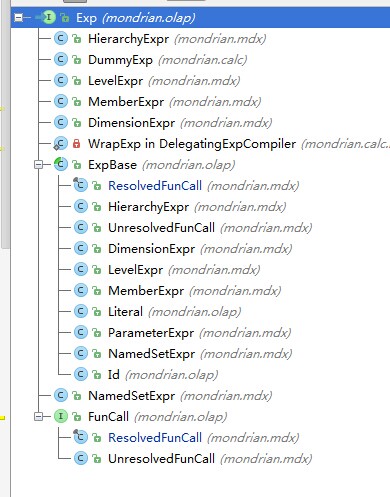 Exp (mondrian.olap)
HierarchyExpr (mondrian.mdx)
DummyExp (mondrian.calc)
LevelExpr (mondrian.mdx)
MemberExpr (mondrian.mdx)
DimensionExpr (mondrian.mdx)
WrapExp in DelegatingExpCompiler (mondrian.calc.
ExpBase (mondrian.olap)
ResolvedFunCall (mondrian.mdx)
HierarchyExpr (mondrian.mdx)
UnresolvedFunCall (mondrian.mdx)
DimensionExpr (mondrian.mdx)
LevelExpr (mondrian.mdx)
MemberExpr (mondrian.mdx)
Literal (mondrian.olap)
ParameterExpr (mondrian.mdx)
NamedSetExpr (mondrian.mdx)
Id (mondrian.olap)
NamedSetExpr (mondrian.mdx)
FunCall (mondrian.olap)
ResolvedFunCall (mondrian.mdx)
UnresolvedFunCall (mondrian.mdx)